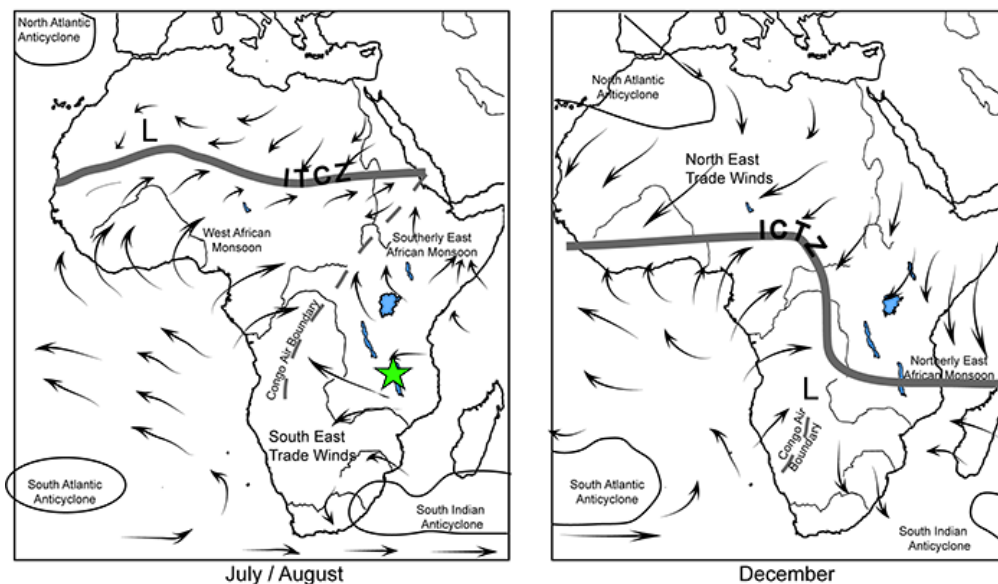 North Atlantic
Anticyclone
L
ITCZ
West African
Monsoon
Southerly East
African Monsoon
Congo Air Boundary
South East
Trade Winds
South Atlantic
Anticyclone
South Indian
Anticyclone
July / August
North Atlantic
Anticyclone
North East
Trade Winds
ICTZ
Northerly East
African Monsoon
L
Congo Air
Boundary
South Atlantic
Anticyclone
South Indian
Anticyclone
December